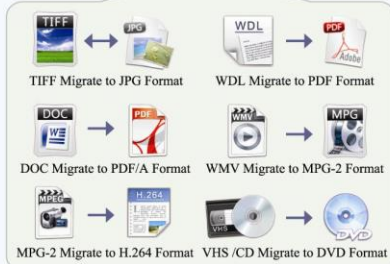 TIFF
JPG
TIFF Migrate to JPG Format
WDL
PDF
Adobe
WDL Migrate to PDF Format
DOC
W
PDF
DOC Migrate to PDF/A Format
WMV
MPG
WMV Migrate to MPG-2 Format
MPEG
H.264
MPG-2 Migrate to H.264 Format
VHS
DVD
VHS /CD Migrate to DVD Format